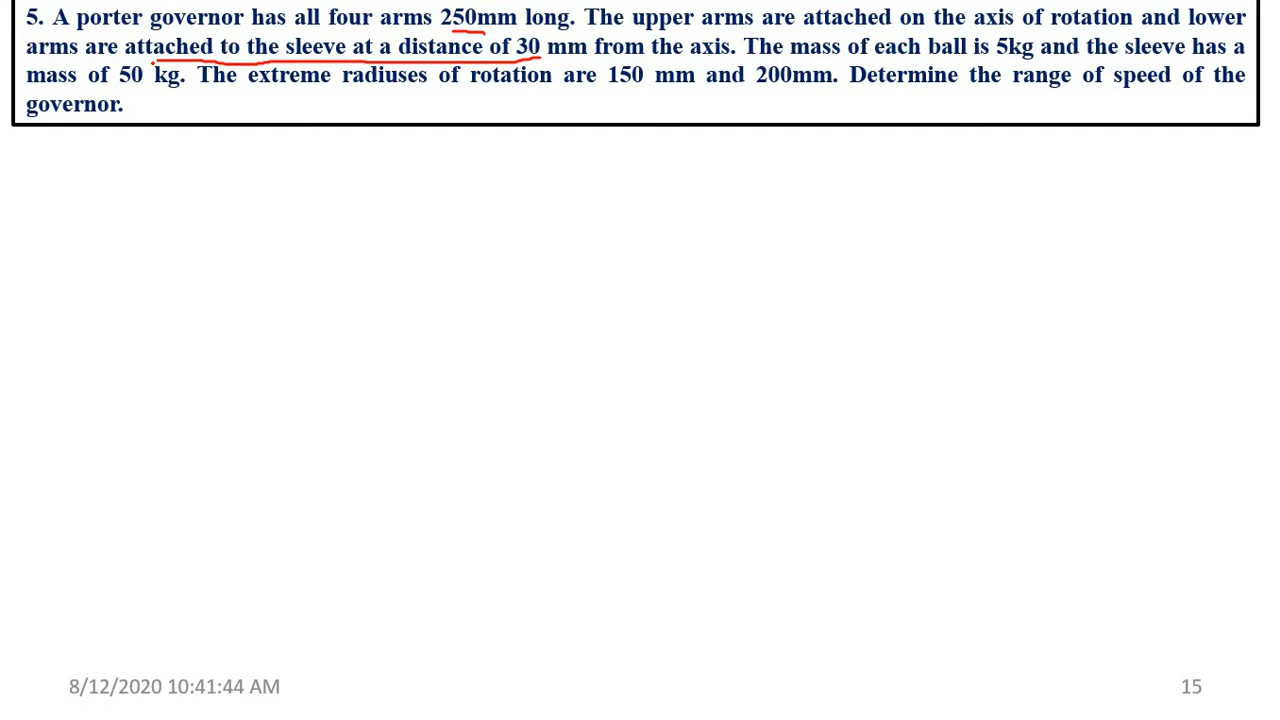 5. A porter governor has all four arms 250mm long. The upper arms are attached on the axis of rotation and lower
arms are attached to the sleeve at a distance of 30 mm from the axis. The mass of each ball is 5kg and the sleeve has a
mass of 50 kg. The extreme radiuses of rotation are 150 mm and 200mm. Determine the range of speed of the
governor.
8/12/2020 10:41:44 AM
15